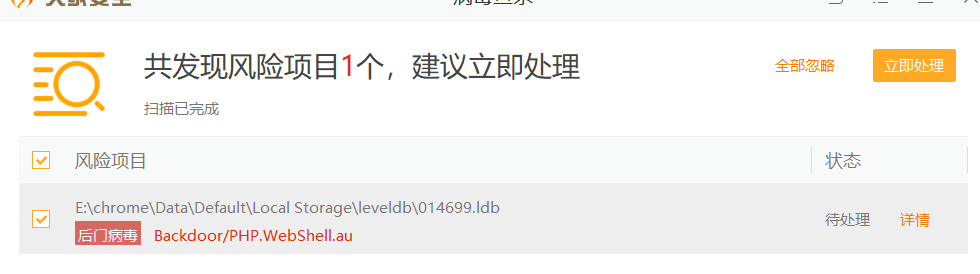 共发现风险项目1个，建议立即处理
全部忽略
立即处理
扫描已完成
风险项目
状态
E:\chrome\Data\Default\Local Storage\leveldb\014699.ldb
后门病毒 Backdoor/PHP.WebShell.au
待处理
详情